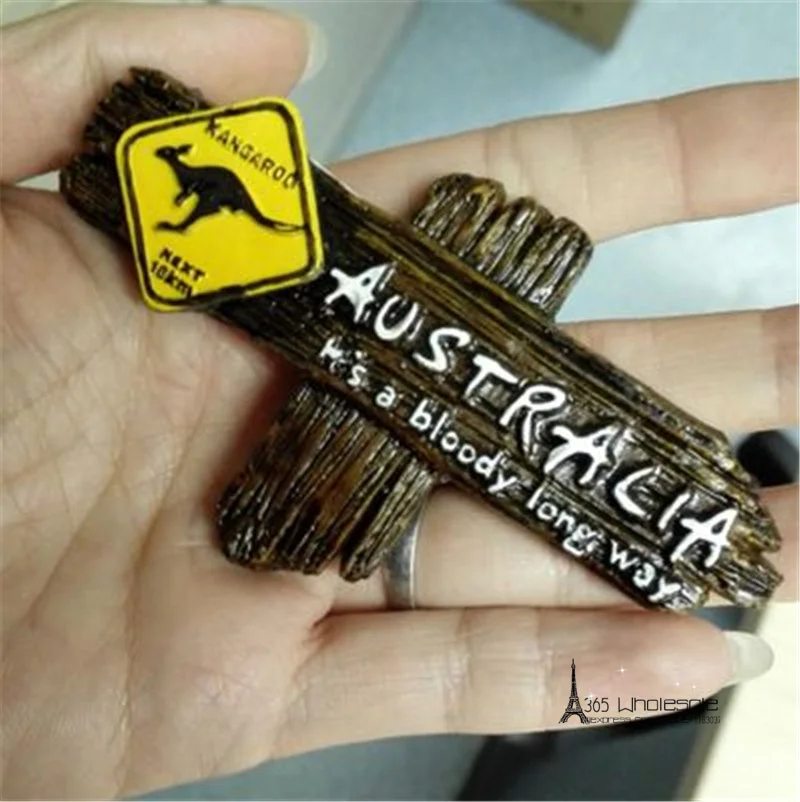 KANGAROO
NEXT
10km
AUSTRALIA
It's a bloody long way
365 Wholesale